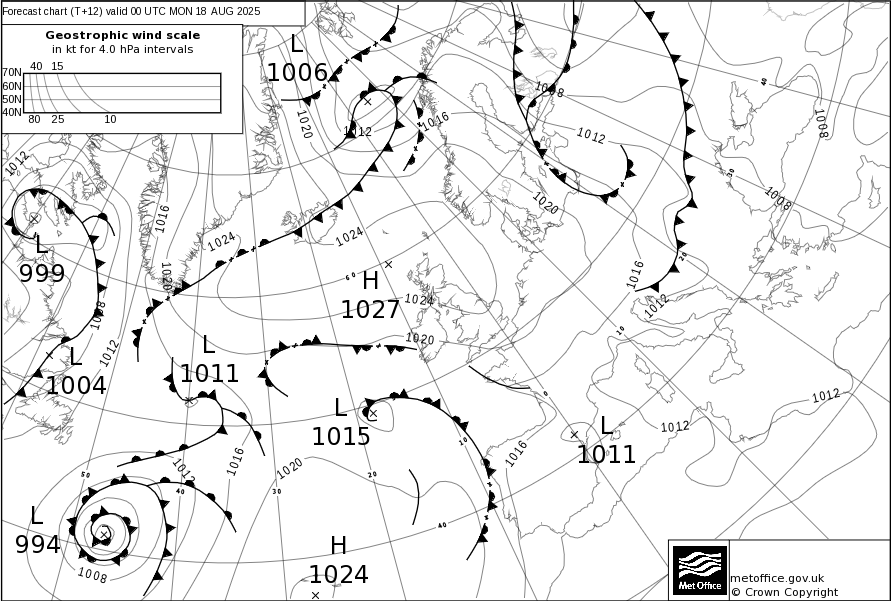 Forecast chart (T+12) valid 00 UTC MON 18 AUG 2025
Geostrophic wind scale
in kt for 4.0 hPa intervals
40 15
70N
60N
50N
40N
80 25 10
L
1006
1012
1020
1016
1008
1012
1008
1008
40
30
1012
1016
1020
1024
1024
1020
L
999
H
1027
60
1024
1016
1012
20
10
1008
1012
1020
L
1004
L
1011
L
1015
0
1012
1012
L
1011
1016
10
1016
1020
1012
50
40
30
20
40
L
994
1008
H
1024
Met Office
metoffice.gov.uk
© Crown Copyright